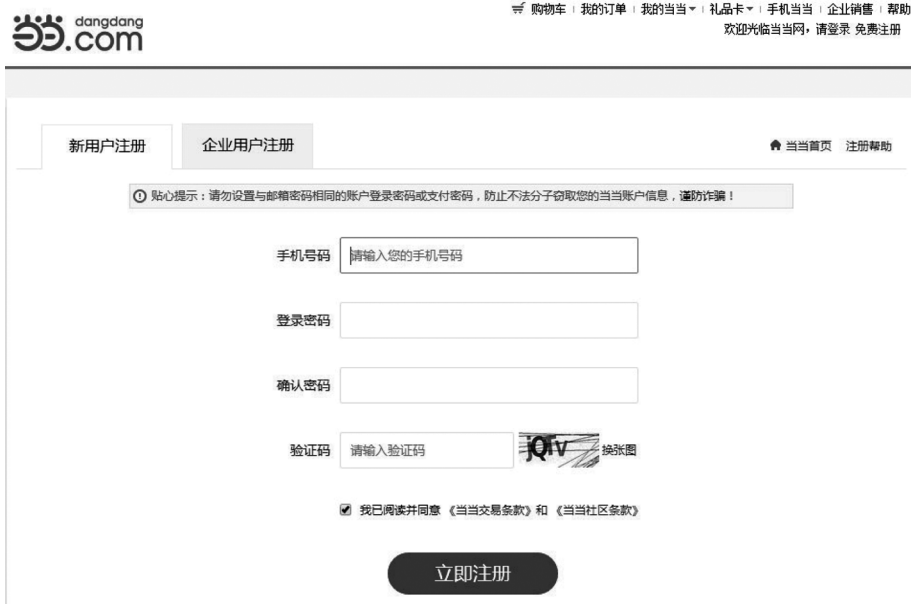 购物车 | 我的订单 | 我的当当 | 礼品卡 | 手机当当 | 企业销售 | 帮助
dangdang
当当.com
欢迎光临当当网，请登录 免费注册
新用户注册 企业用户注册 当当首页 注册帮助
贴心提示：请勿设置与邮箱密码相同的账户登录密码或支付密码，防止不法分子窃取您的当当账户信息，谨防诈骗！
手机号码 请输入您的手机号码
登录密码
确认密码
验证码 请输入验证码 jQTv 换张图
我已阅读并同意 《当当交易条款》和 《当当社区条款》
立即注册